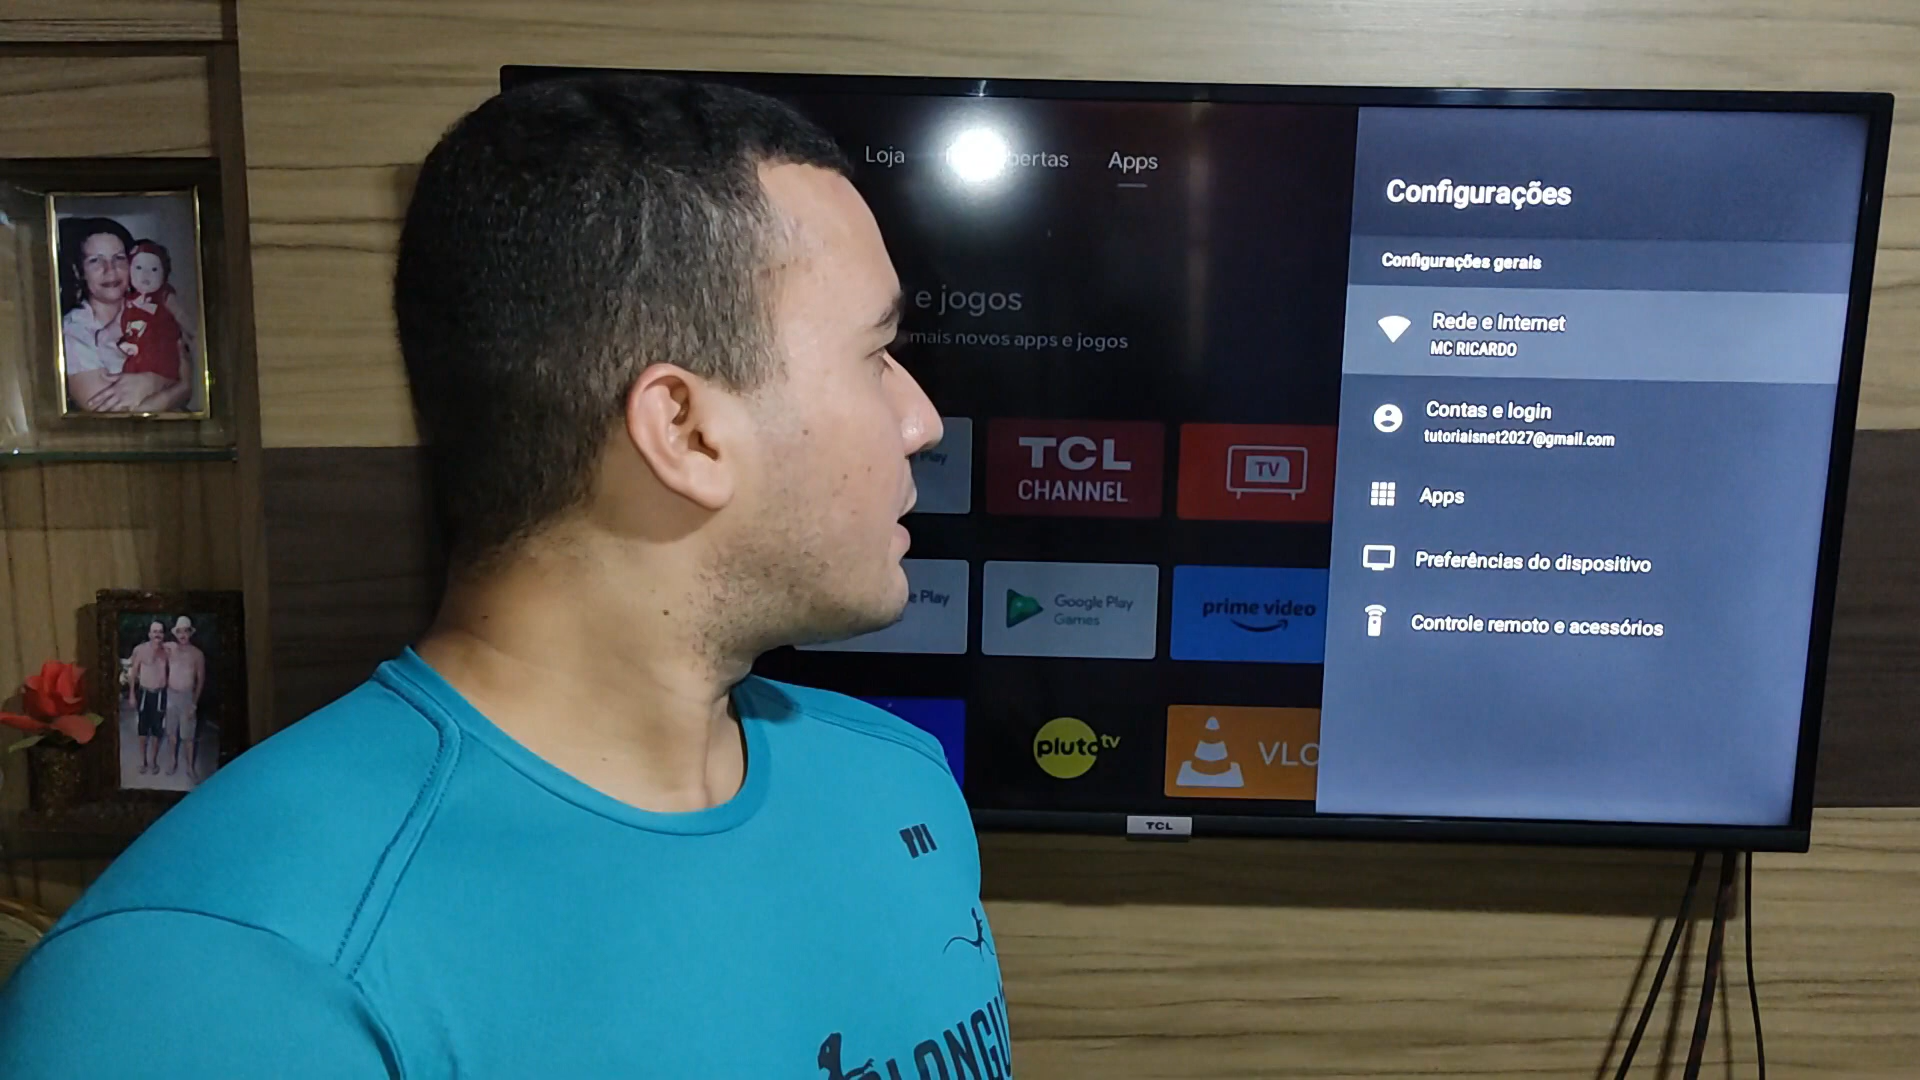 Loja
Apps
e jogos
mais novos apps e jogos
Play
TCL
CHANNEL
TV
Play
Google Play
Games
prime video
pluto tv
VLC
Configurações
Configurações gerais
Rede e Internet
MC RICARDO
Contas e login
tutoriaisnet2027@gmail.com
Apps
Preferências do dispositivo
Controle remoto e acessórios
TCL